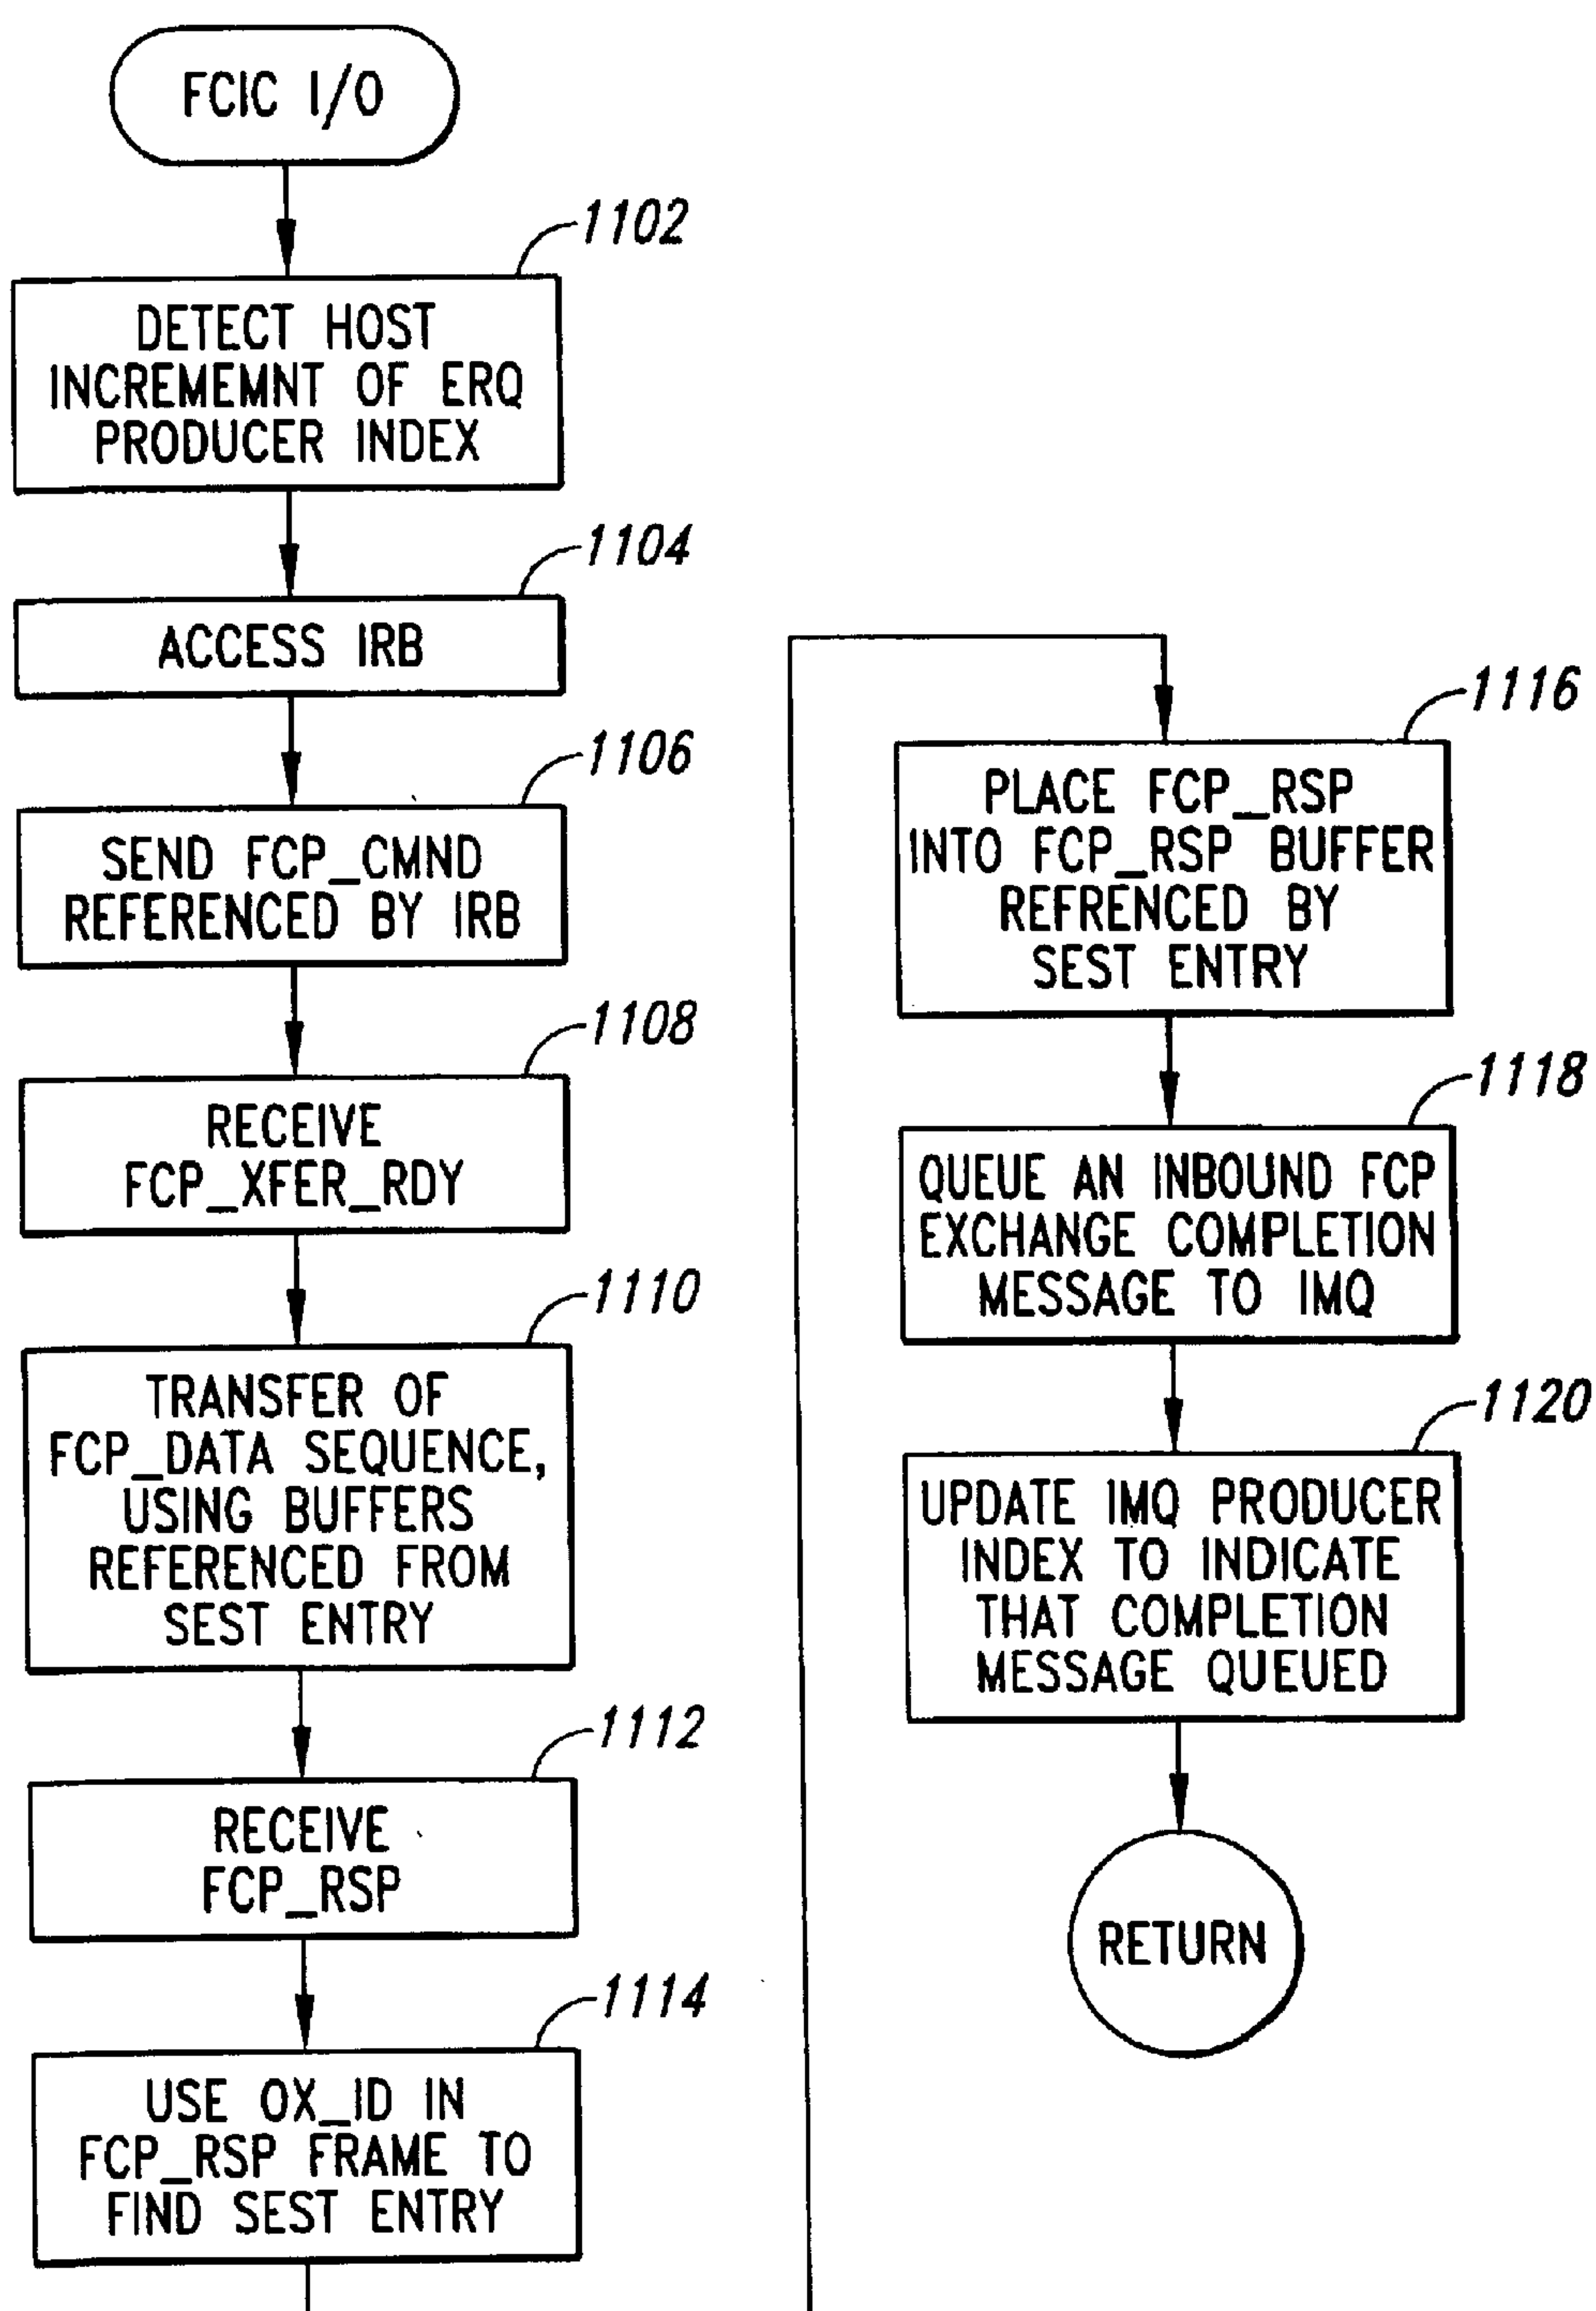 FCIC I/O
1102
DETECT HOST
INCREMEMNT OF ERQ
PRODUCER INDEX
1104
ACCESS IRB
1106
SEND FCP_CMND
REFERENCED BY IRB
1108
RECEIVE
FCP_XFER_RDY
1110
TRANSFER OF
FCP_DATA SEQUENCE,
USING BUFFERS
REFERENCED FROM
SEST ENTRY
1112
RECEIVE
FCP_RSP
1114
USE OX_ID IN
FCP_RSP FRAME TO
FIND SEST ENTRY
1116
PLACE FCP_RSP
INTO FCP_RSP BUFFER
REFRENCED BY
SEST ENTRY
1118
QUEUE AN INBOUND FCP
EXCHANGE COMPLETION
MESSAGE TO IMQ
1120
UPDATE IMQ PRODUCER
INDEX TO INDICATE
THAT COMPLETION
MESSAGE QUEUED
RETURN